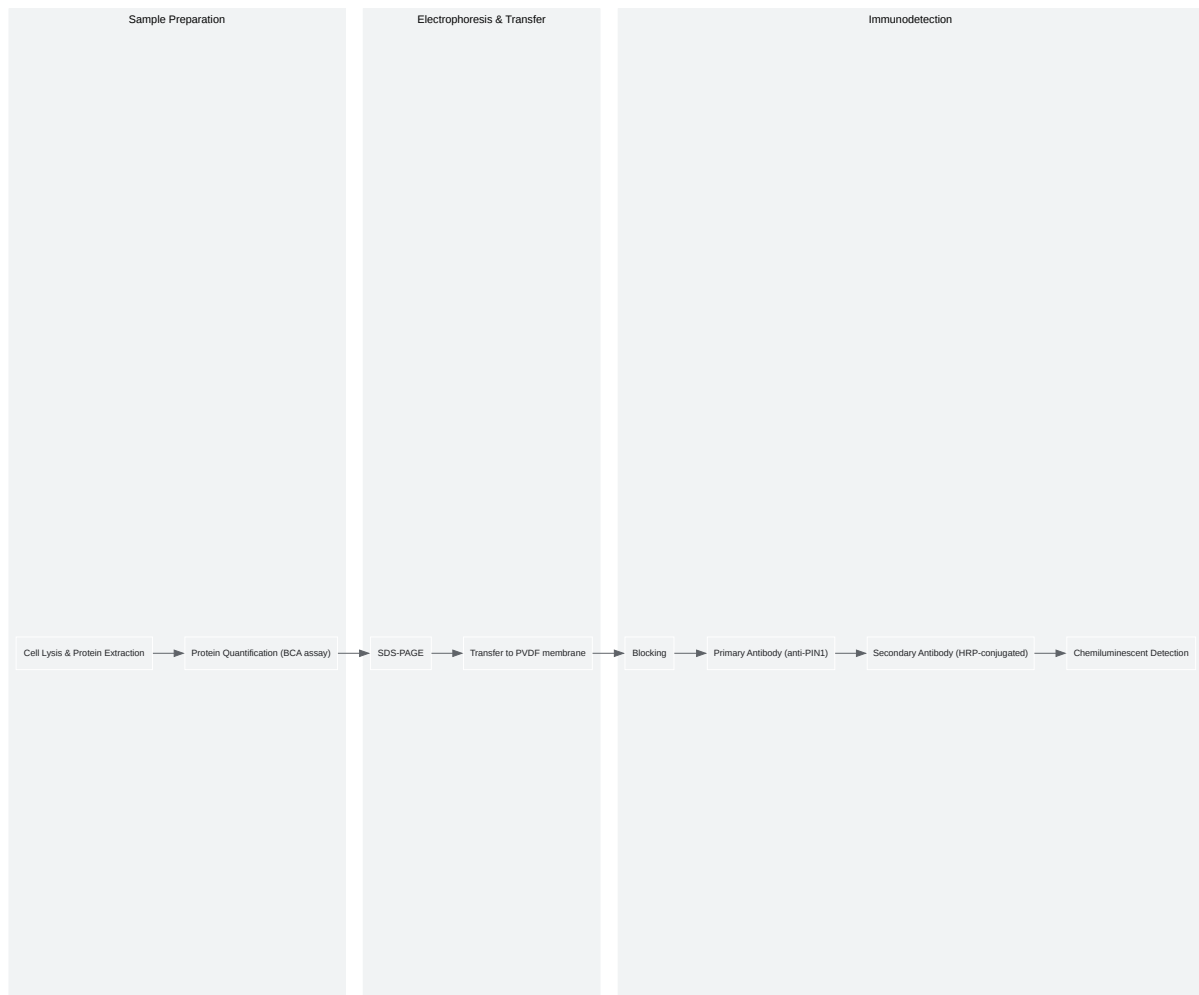 Sample Preparation
Electrophoresis & Transfer
Immunodetection
Cell Lysis & Protein Extraction
Protein Quantification (BCA assay)
SDS-PAGE
Transfer to PVDF membrane
Blocking
Primary Antibody (anti-PIN1)
Secondary Antibody (HRP-conjugated)
Chemiluminescent Detection